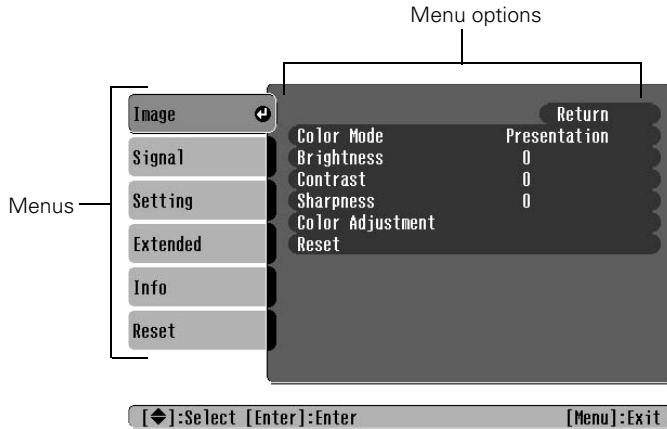 Menu options
Menus
Image
Signal
Setting
Extended
Info
Reset
Return
Color Mode Presentation
Brightness 0
Contrast 0
Sharpness 0
Color Adjustment
Reset
[◆]:Select [Enter]:Enter [Menu]:Exit